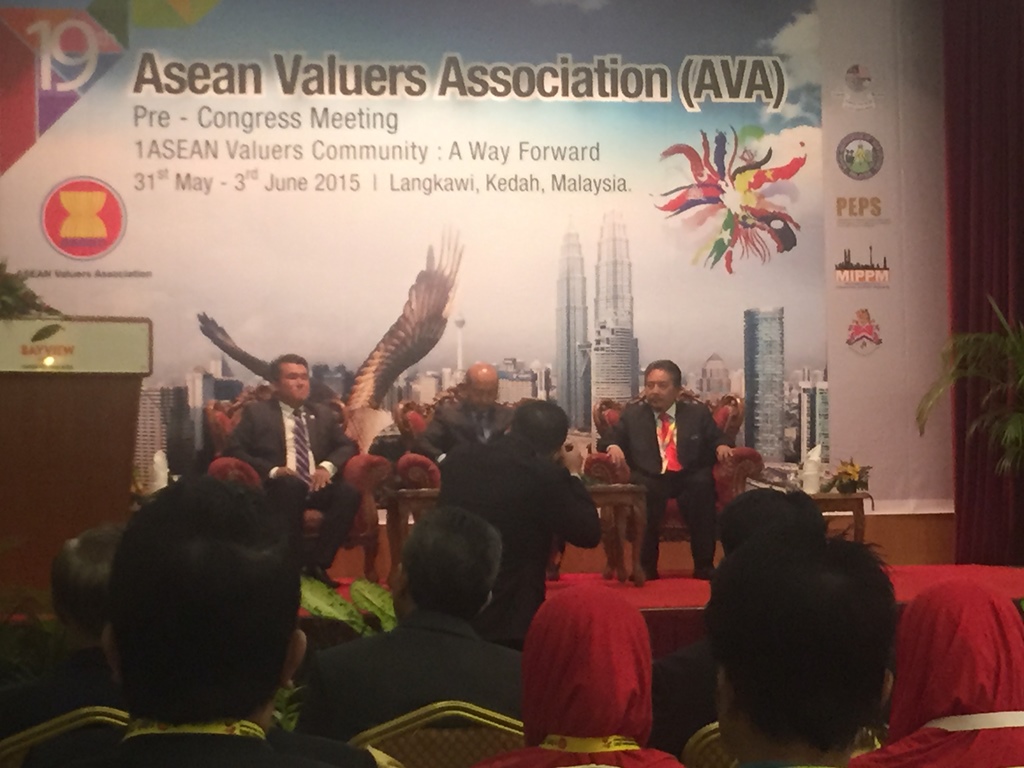 19
Asean Valuers Association (AVA)
Pre - Congress Meeting
1ASEAN Valuers Community : A Way Forward
31st May - 3rd June 2015 | Langkawi, Kedah, Malaysia.
ASEAN Valuers Association
PEPS
MIPPM
BAYVIEW